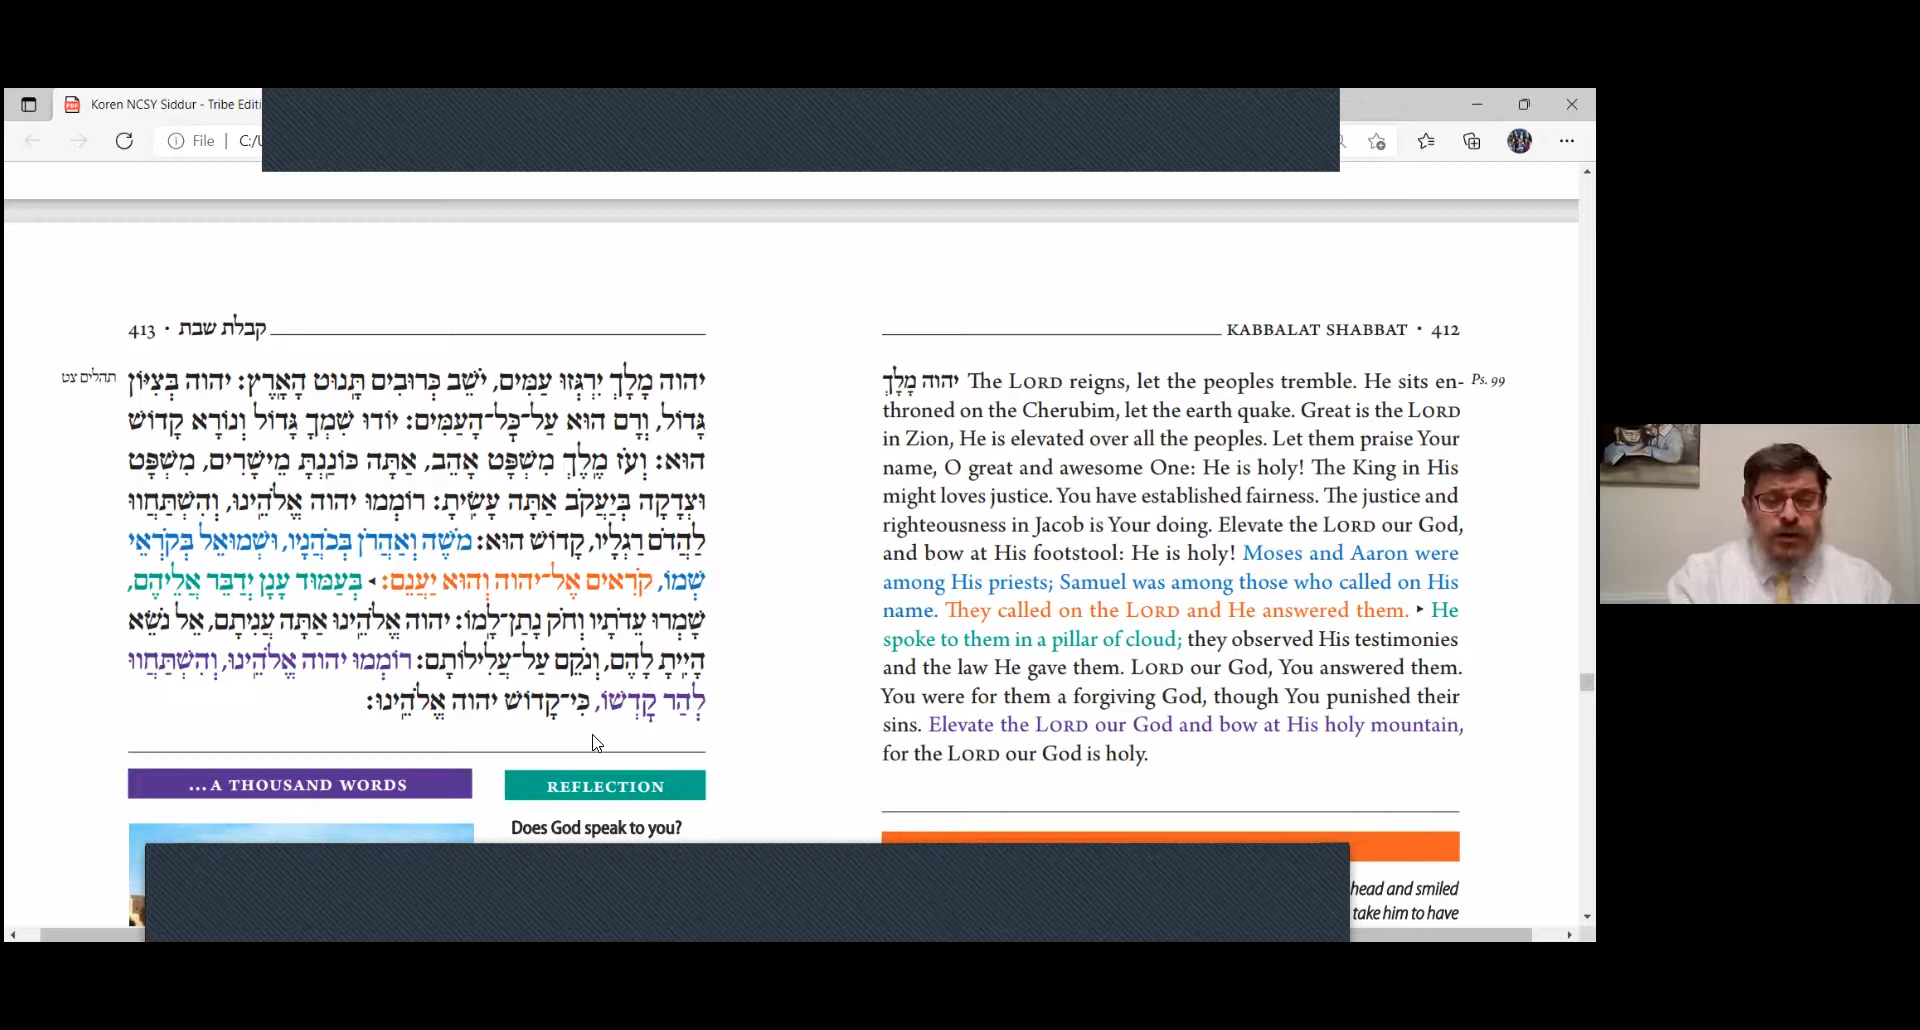 Koren NCSY Siddur - Tribe Editi
File | C:/U
413 · קבלת שבת
תהלים צט
יהוה מָלָךְ יִרְגְּזוּ עַמִּים, יֹשֵׁב כְּרוּבִים תָּנוּט הָאָרֶץ: יהוה בְּצִיּוֹן
גָּדוֹל, וְרָם הוּא עַל־כָּל־הָעַמִּים: יוֹדוּ שִׁמְךָ גָּדוֹל וְנוֹרָא קָדוֹשׁ
הוּא: וְעֹז מֶלֶךְ מִשְׁפָּט אָהֵב, אַתָּה כּוֹנַנְתָּ מֵישָׁרִים, מִשְׁפָּט
וּצְדָקָה בְּיַעֲקֹב אַתָּה עָשִׂיתָ: רוֹמְמוּ יהוה אֱלֹהֵינוּ, וְהִשְׁתַּחֲווּ
לַהֲדֹם רַגְלָיו, קָדוֹשׁ הוּא: מֹשֶׁה וְאַהֲרֹן בְּכֹהֲנָיו, וּשְׁמוּאֵל בְּקֹרְאֵי
שְׁמוֹ, קֹרִאים אֶל־יהוה וְהוּא יַעֲנֵם: ◂ בְּעַמּוּד עָנָן יְדַבֵּר אֲלֵיהֶם,
שָׁמְרוּ עֵדֹתָיו וְחֹק נָתַן־לָמוֹ: יהוה אֱלֹהֵינוּ אַתָּה עֲנִיתָם, אֵל נֹשֵׂא
הָיִיתָ לָהֶם, וְנֹקֵם עַל־עֲלִילוֹתָם: רוֹמְמוּ יהוה אֱלֹהֵינוּ, וְהִשְׁתַּחֲווּ
לְהַר קָדְשׁוֹ, כִּי־קָדוֹשׁ יהוה אֱלֹהֵינוּ:
...A THOUSAND WORDS
REFLECTION
Does God speak to you?
KABBALAT SHABBAT · 412
יהוה מָלָךְ The LORD reigns, let the peoples tremble. He sits en- Ps. 99
throned on the Cherubim, let the earth quake. Great is the LORD
in Zion, He is elevated over all the peoples. Let them praise Your
name, O great and awesome One: He is holy! The King in His
might loves justice. You have established fairness. The justice and
righteousness in Jacob is Your doing. Elevate the LORD our God,
and bow at His footstool: He is holy! Moses and Aaron were
among His priests; Samuel was among those who called on His
name. They called on the LORD and He answered them. ▸ He
spoke to them in a pillar of cloud; they observed His testimonies
and the law He gave them. LORD our God, You answered them.
You were for them a forgiving God, though You punished their
sins. Elevate the LORD our God and bow at His holy mountain,
for the LORD our God is holy.
head and smiled
take him to have